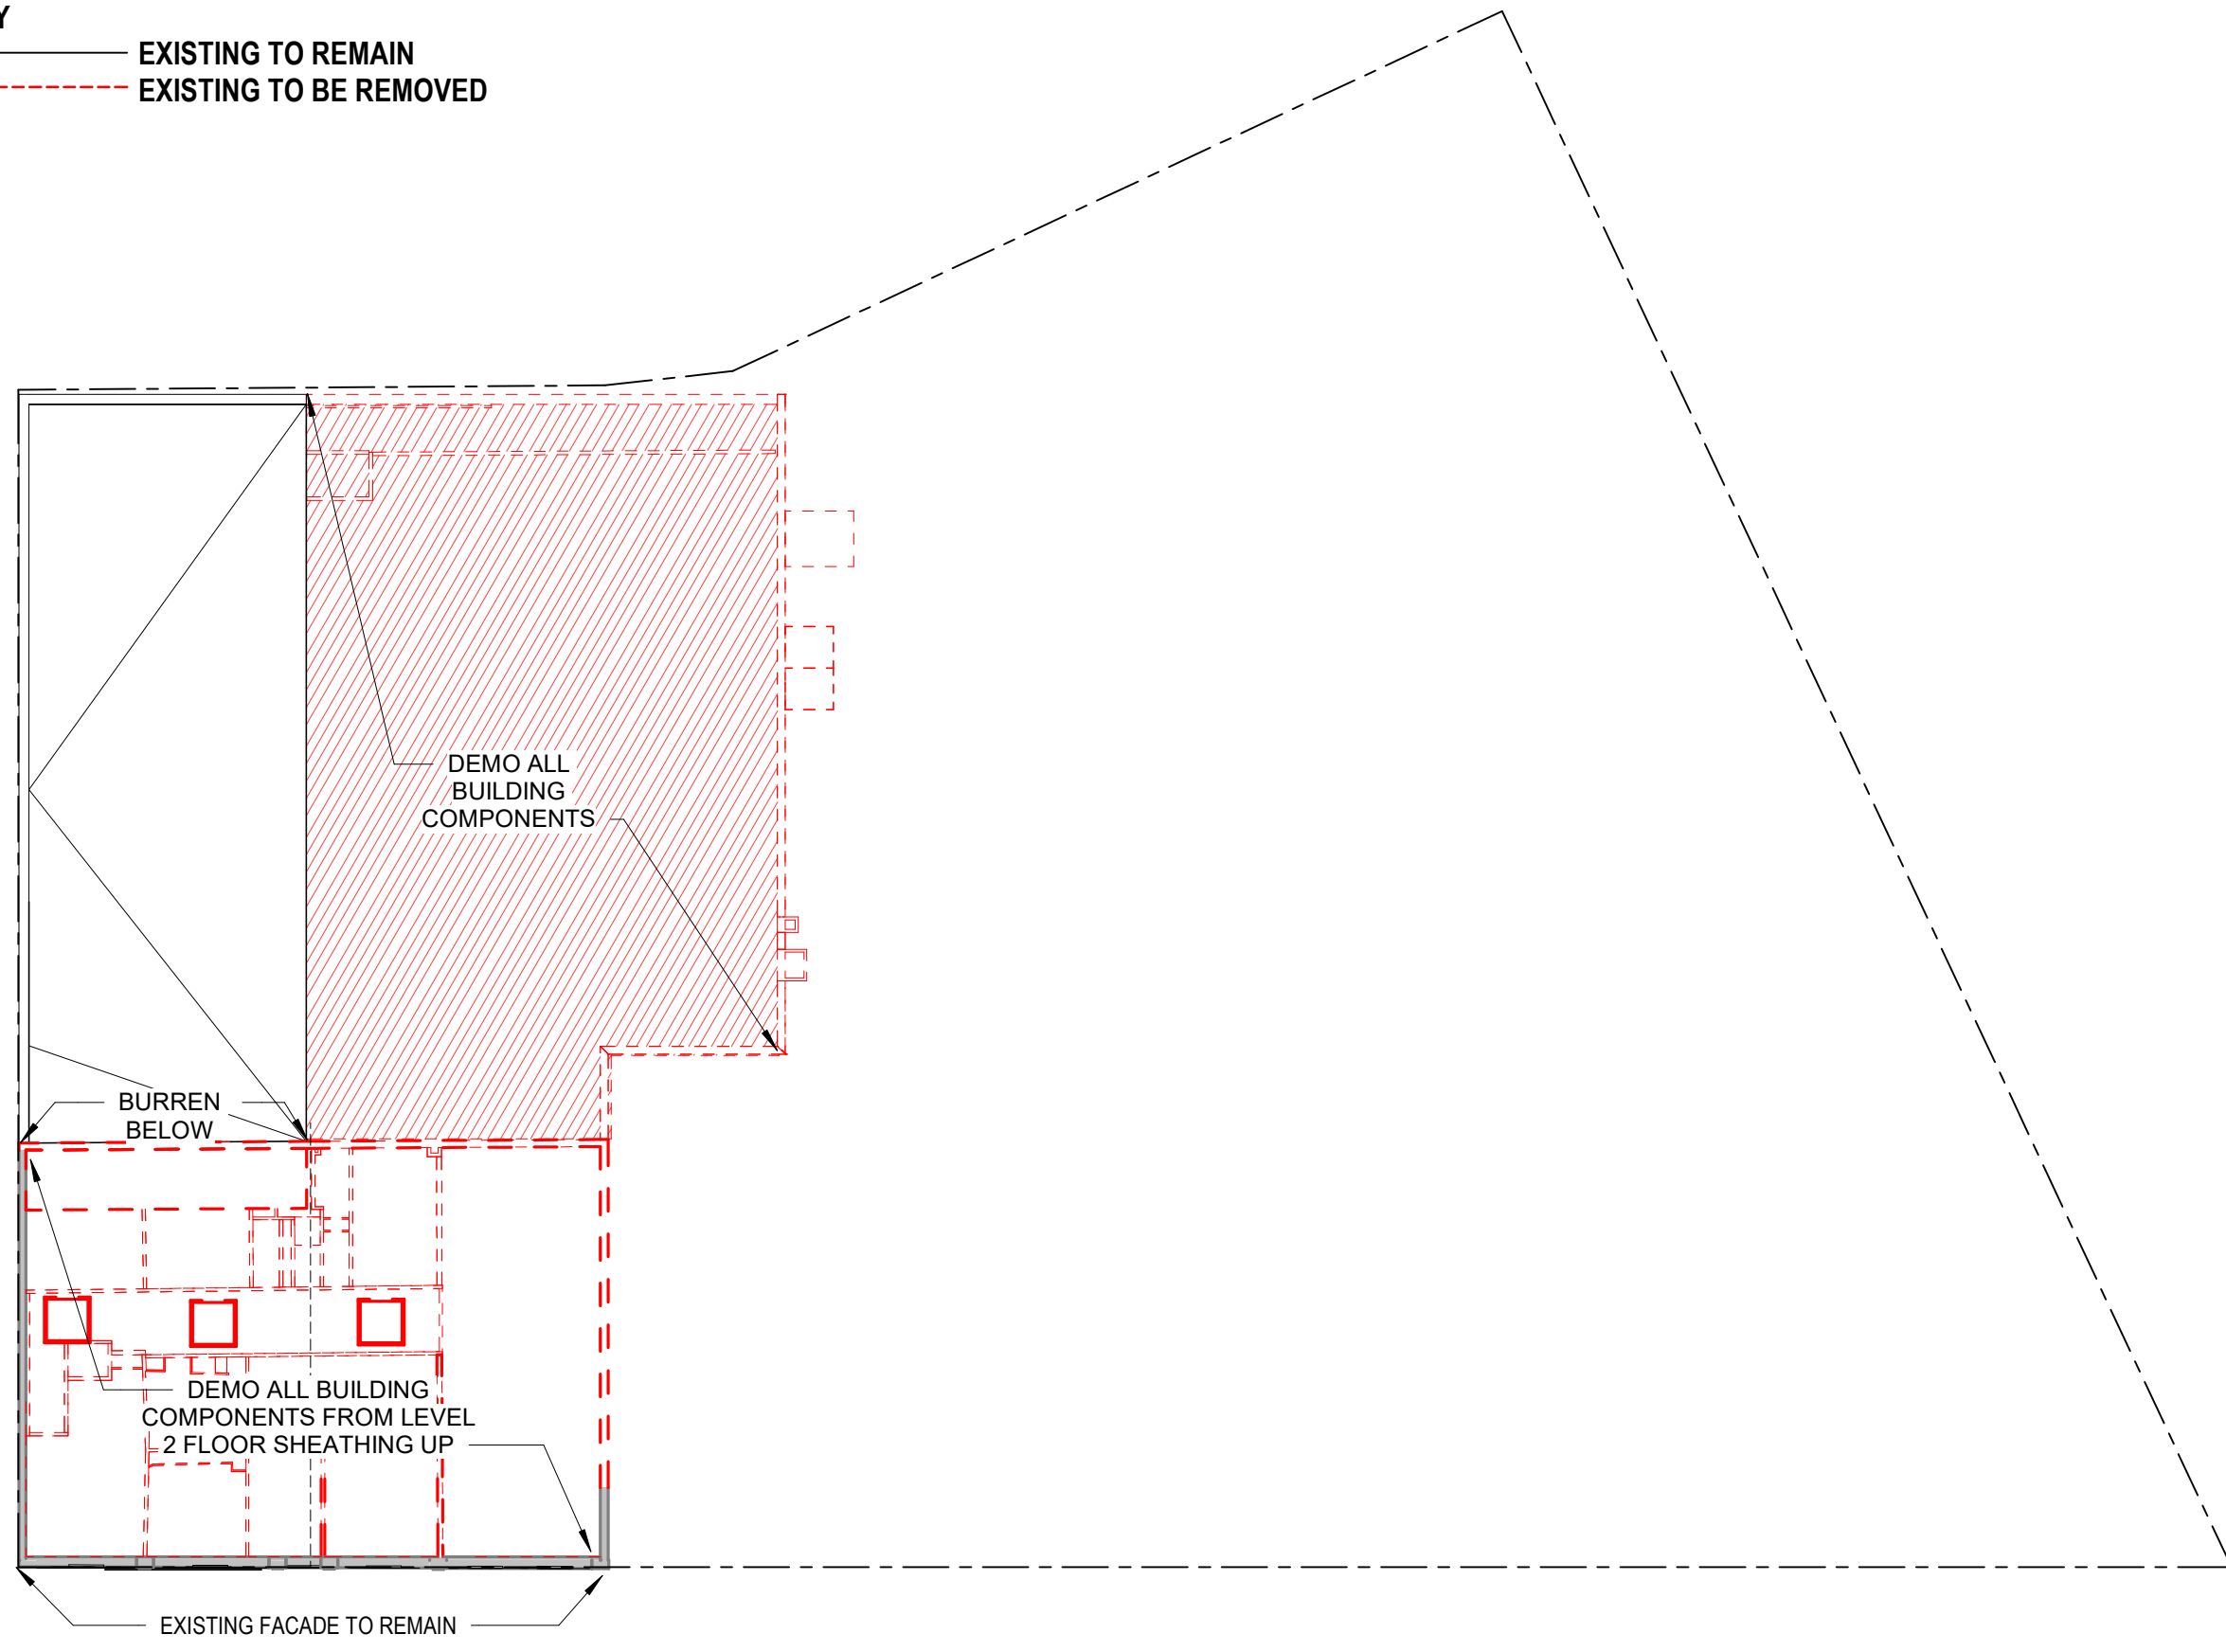 Y
EXISTING TO REMAIN
EXISTING TO BE REMOVED
DEMO ALL
BUILDING
COMPONENTS
BURREN
BELOW
DEMO ALL BUILDING
COMPONENTS FROM LEVEL
2 FLOOR SHEATHING UP
EXISTING FACADE TO REMAIN